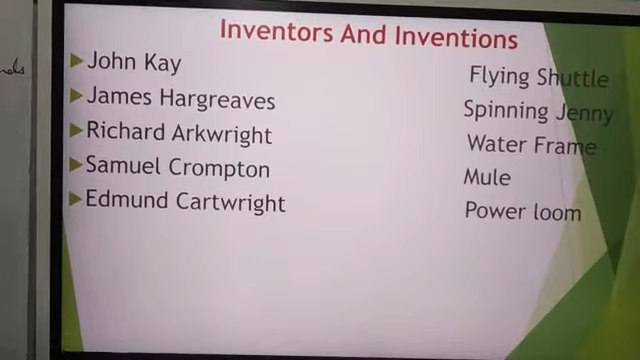 Inventors And Inventions
John Kay Flying Shuttle
James Hargreaves Spinning Jenny
Richard Arkwright Water Frame
Samuel Crompton Mule
Edmund Cartwright Power loom